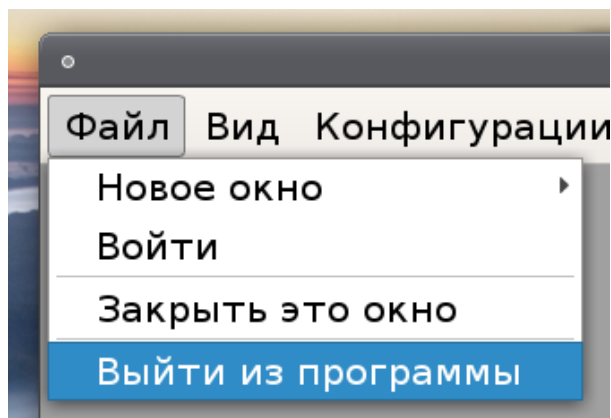 Файл Вид Конфигурации
Новое окно
Войти
Закрыть это окно
Выйти из программы